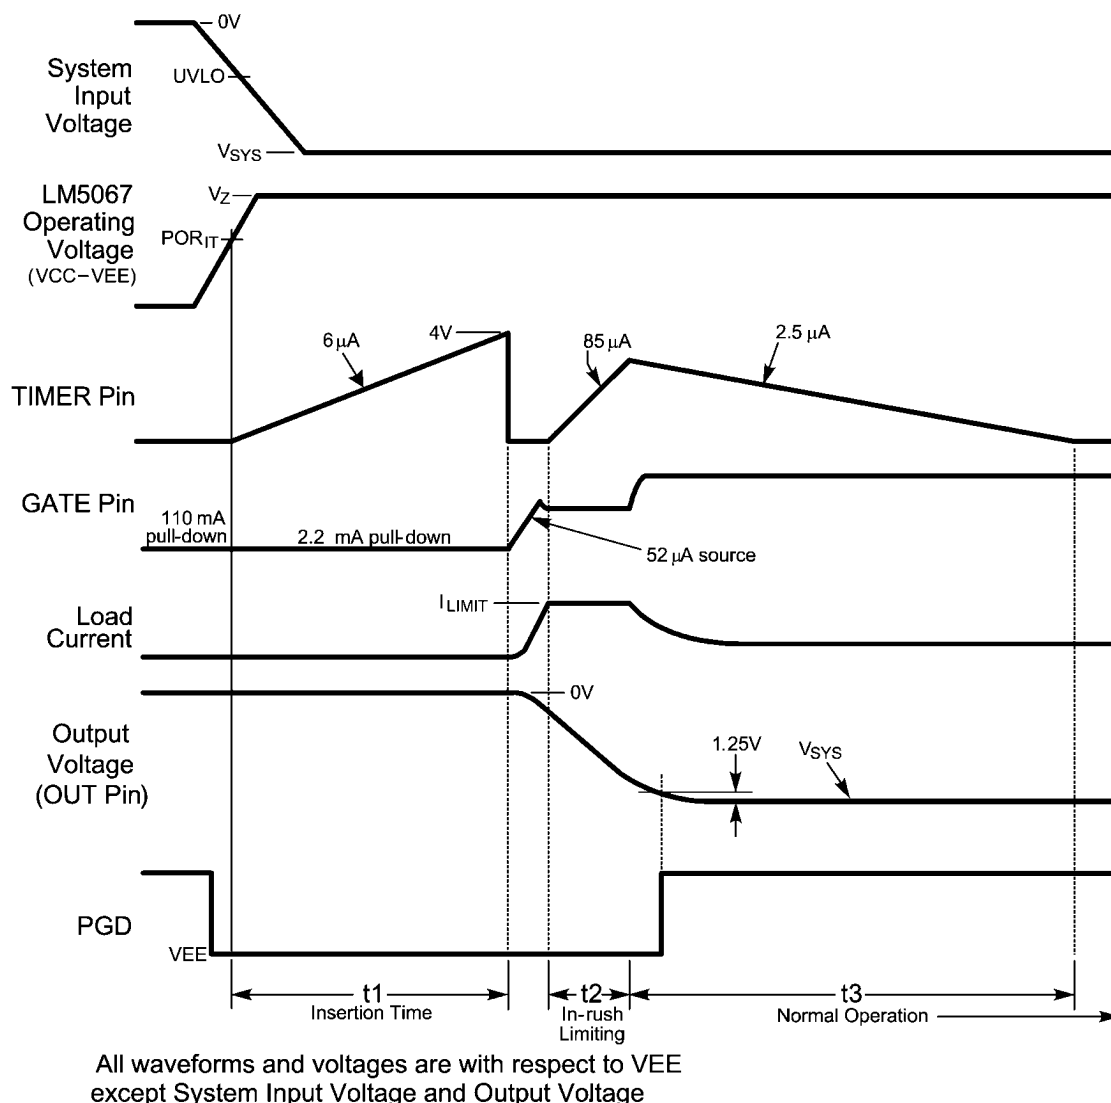 0V
System
Input
Voltage
UVLO
VSYS
LM5067
Operating
Voltage
(VCC-VEE)
VZ
PORIT
TIMER Pin
6 μA
4V
85 μA
2.5 μA
GATE Pin
110 mA
pull-down
2.2 mA pull-down
52 μA source
Load
Current
ILIMIT
Output
Voltage
(OUT Pin)
0V
1.25V
VSYS
PGD
VEE
t1
Insertion Time
t2
In-rush
Limiting
t3
Normal Operation
All waveforms and voltages are with respect to VEE
except System Input Voltage and Output Voltage